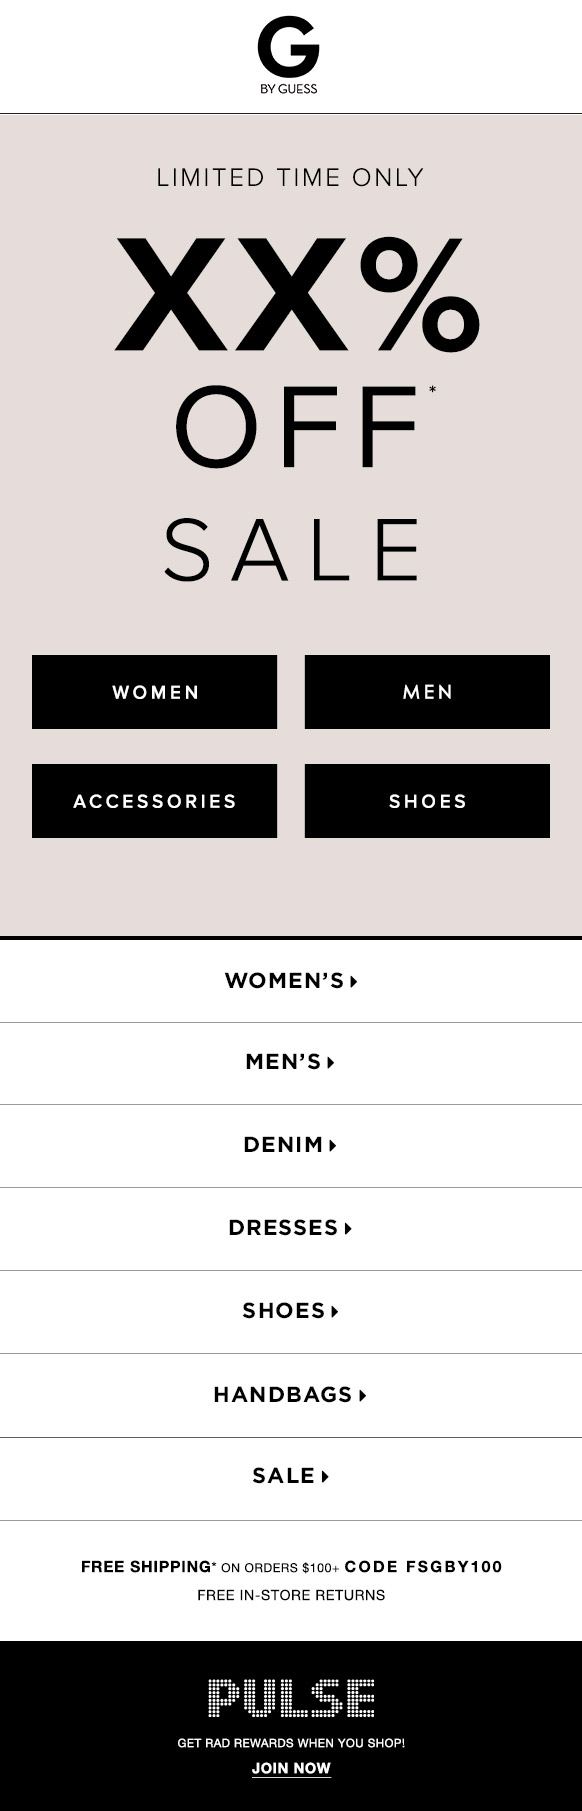 G
BY GUESS
LIMITED TIME ONLY
XX%
OFF*
SALE
WOMEN
MEN
ACCESSORIES
SHOES
WOMEN’S
MEN’S
DENIM
DRESSES
SHOES
HANDBAGS
SALE
FREE SHIPPING* ON ORDERS $100+ CODE FSGBY100
FREE IN-STORE RETURNS
PULSE
GET RAD REWARDS WHEN YOU SHOP!
JOIN NOW